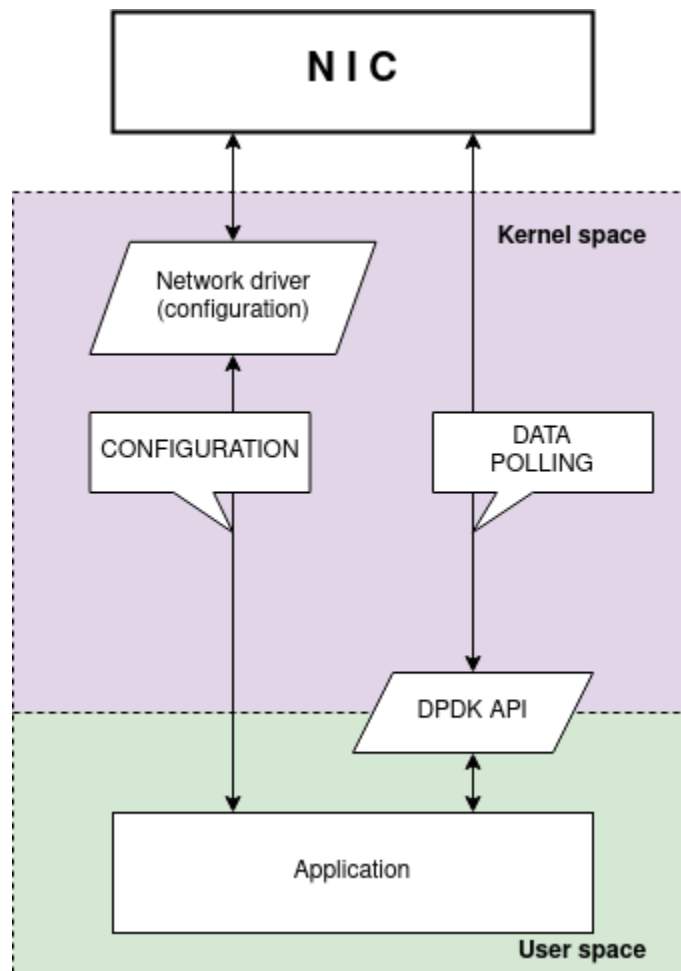 N I C
Kernel space
Network driver
(configuration)
CONFIGURATION
DATA
POLLING
DPDK API
Application
User space